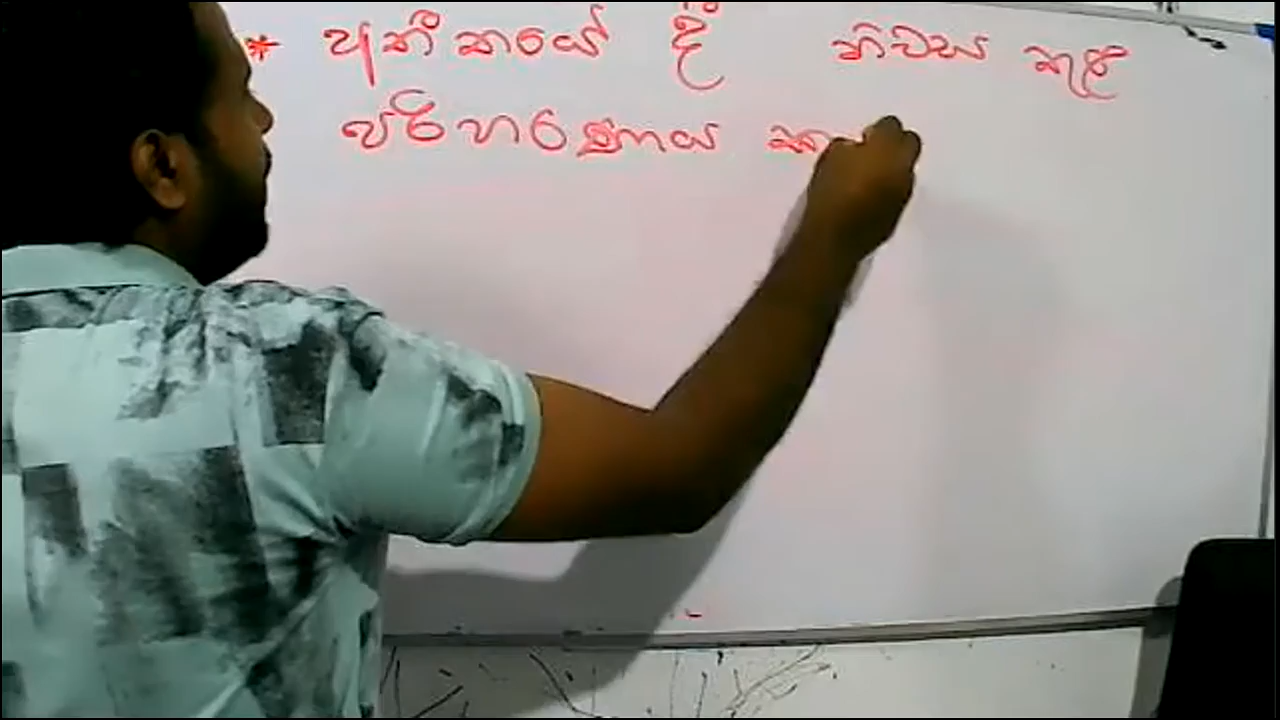 * අතීතයේ දී නිවස තුළ
පරිහරණය ක